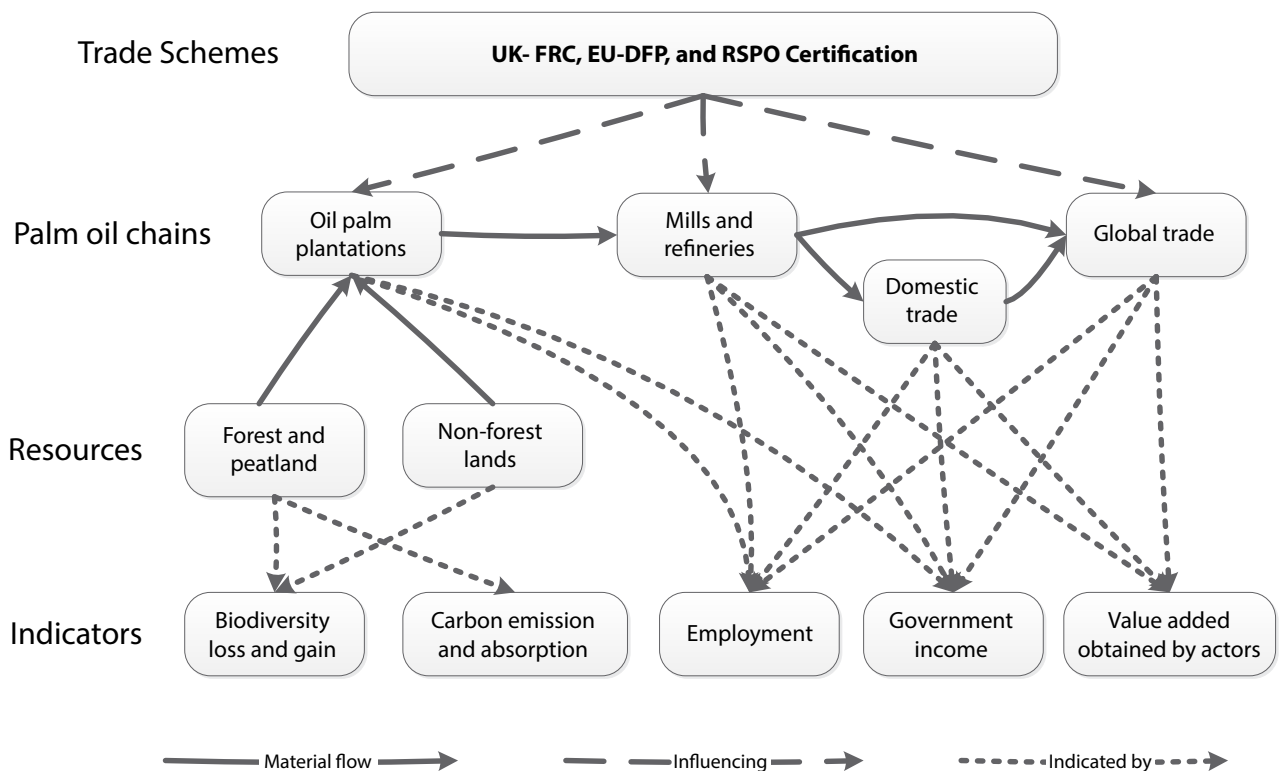 Trade Schemes
UK- FRC, EU-DFP, and RSPO Certification
Palm oil chains
Oil palm
plantations
Mills and
refineries
Global trade
Domestic
trade
Resources
Forest and
peatland
Non-forest
lands
Indicators
Biodiversity
loss and gain
Carbon emission
and absorption
Employment
Government
income
Value added
obtained by actors
Material flow
Influencing
Indicated by